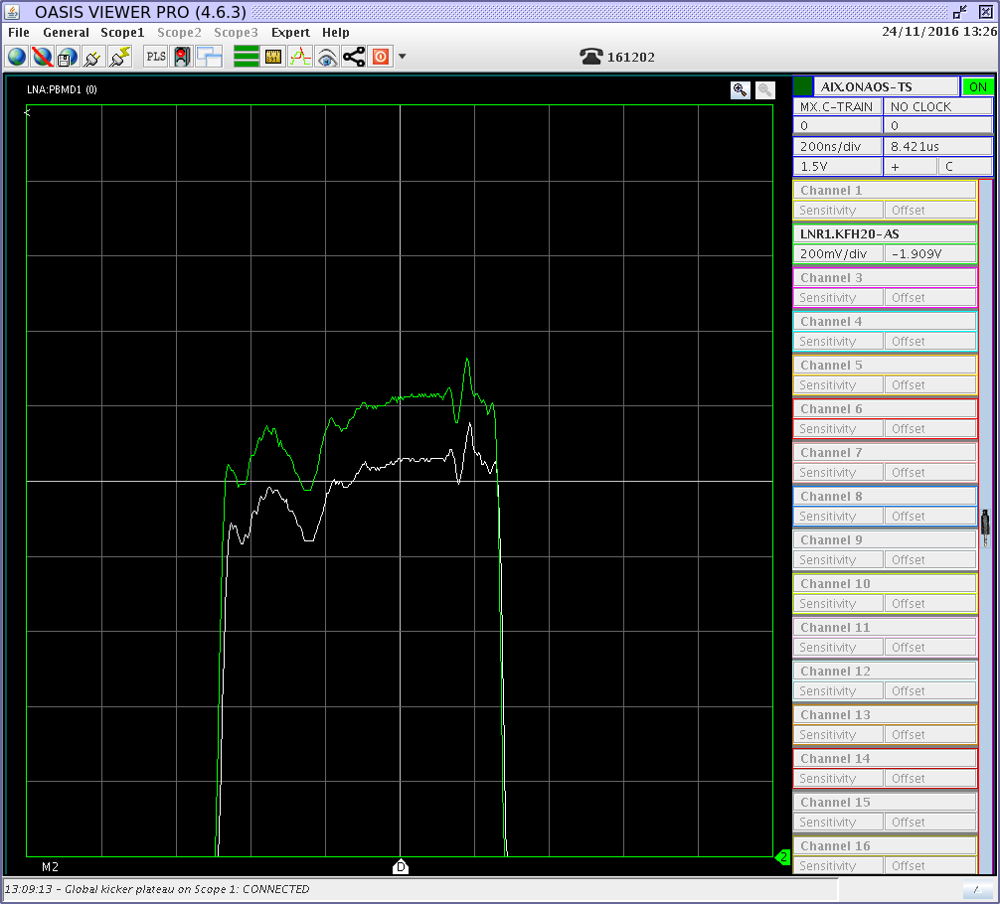 OASIS VIEWER PRO (4.6.3)
File General Scope1 Scope2 Scope3 Expert Help
24/11/2016 13:26
PLS
161202
LNA:PBMD1 (0)
<
AIX.ONAOS-TS ON
MX.C-TRAIN NO CLOCK
0 0
200ns/div 8.421us
1.5V + C
Channel 1
Sensitivity Offset
LNR1.KFH20-AS
200mV/div -1.909V
Channel 3
Sensitivity Offset
Channel 4
Sensitivity Offset
Channel 5
Sensitivity Offset
Channel 6
Sensitivity Offset
Channel 7
Sensitivity Offset
Channel 8
Sensitivity Offset
Channel 9
Sensitivity Offset
Channel 10
Sensitivity Offset
Channel 11
Sensitivity Offset
Channel 12
Sensitivity Offset
Channel 13
Sensitivity Offset
Channel 14
Sensitivity Offset
Channel 15
Sensitivity Offset
Channel 16
Sensitivity Offset
2
M2
D
13:09:13 - Global kicker plateau on Scope 1: CONNECTED